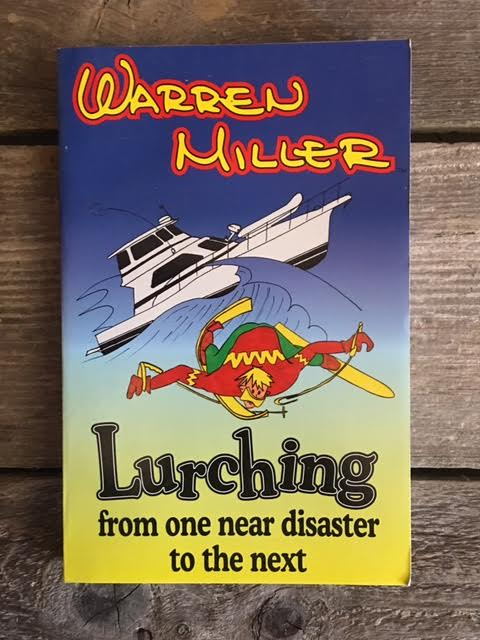 WARREN
MILLER
Lurching
from one near disaster
to the next